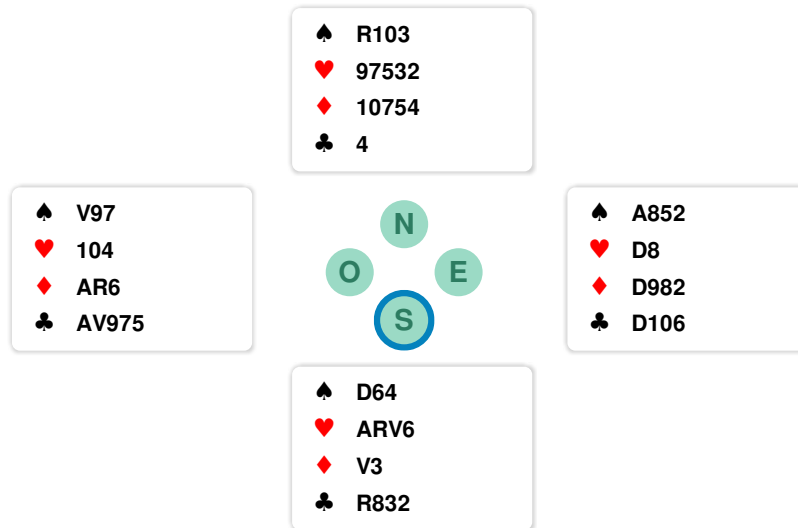 ♠ R103
♥ 97532
♦ 10754
♣ 4
♠ V97
♥ 104
♦ AR6
♣ AV975
N
O E
S
♠ A852
♥ D8
♦ D982
♣ D106
♠ D64
♥ ARV6
♦ V3
♣ R832